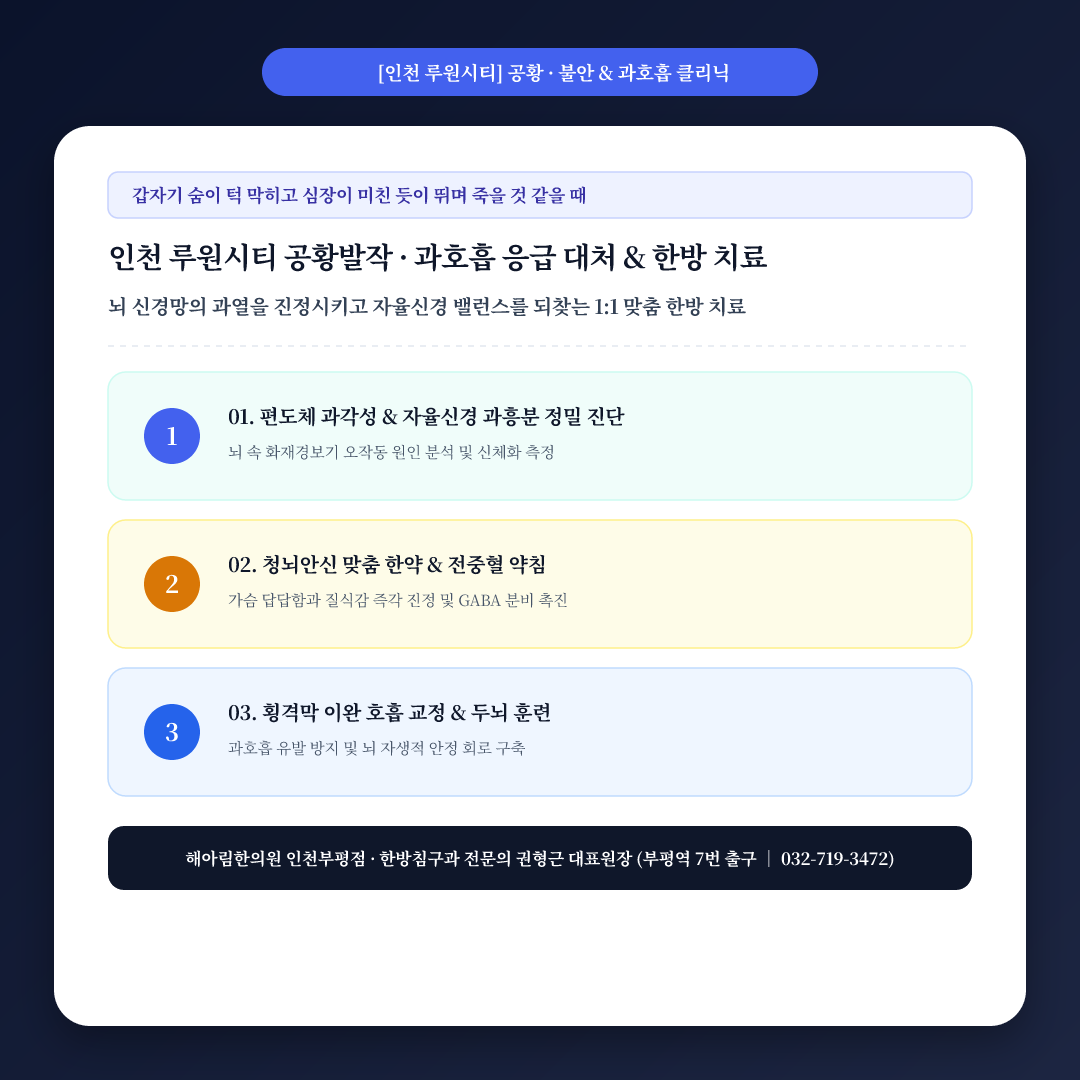 [인천 루원시티] 공황 · 불안 & 과호흡 클리닉
갑자기 숨이 턱 막히고 심장이 미친 듯이 뛰며 죽을 것 같을 때
인천 루원시티 공황발작 · 과호흡 응급 대처 & 한방 치료
뇌 신경망의 과열을 진정시키고 자율신경 밸런스를 되찾는 1:1 맞춤 한방 치료
1
01. 편도체 과각성 & 자율신경 과흥분 정밀 진단
뇌 속 화재경보기 오작동 원인 분석 및 신체화 측정
2
02. 청뇌안신 맞춤 한약 & 전중혈 약침
가슴 답답함과 질식감 즉각 진정 및 GABA 분비 촉진
3
03. 횡격막 이완 호흡 교정 & 두뇌 훈련
과호흡 유발 방지 및 뇌 자생적 안정 회로 구축
해아림한의원 인천부평점 · 한방침구과 전문의 권형근 대표원장 (부평역 7번 출구 | 032-719-3472)